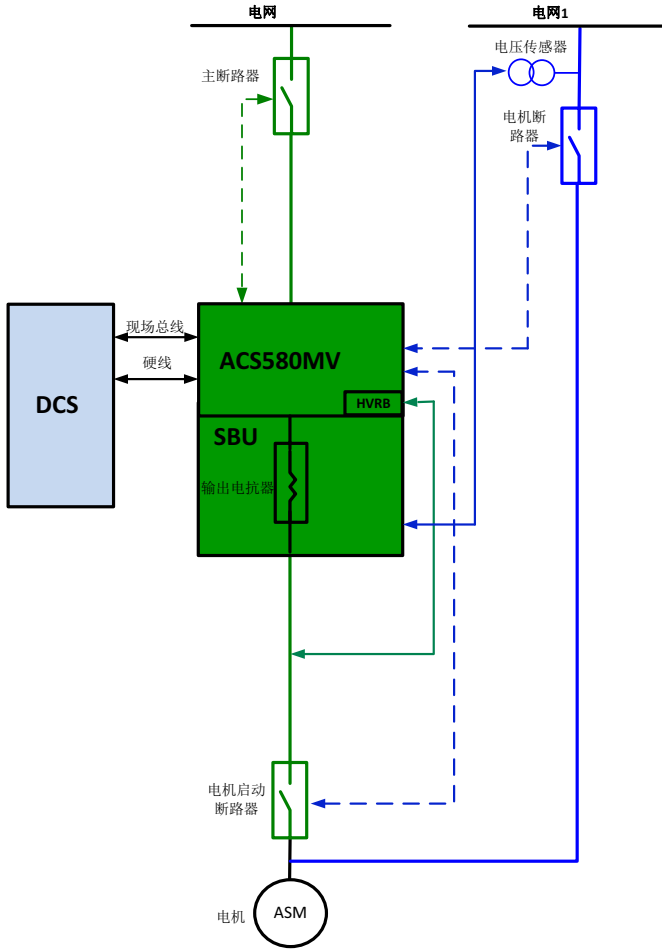 电网
电网1
电压传感器
主断路器
电机断
路器
现场总线
硬线
DCS
ACS580MV
HVRB
SBU
输出电抗器
电机启动
断路器
电机
ASM